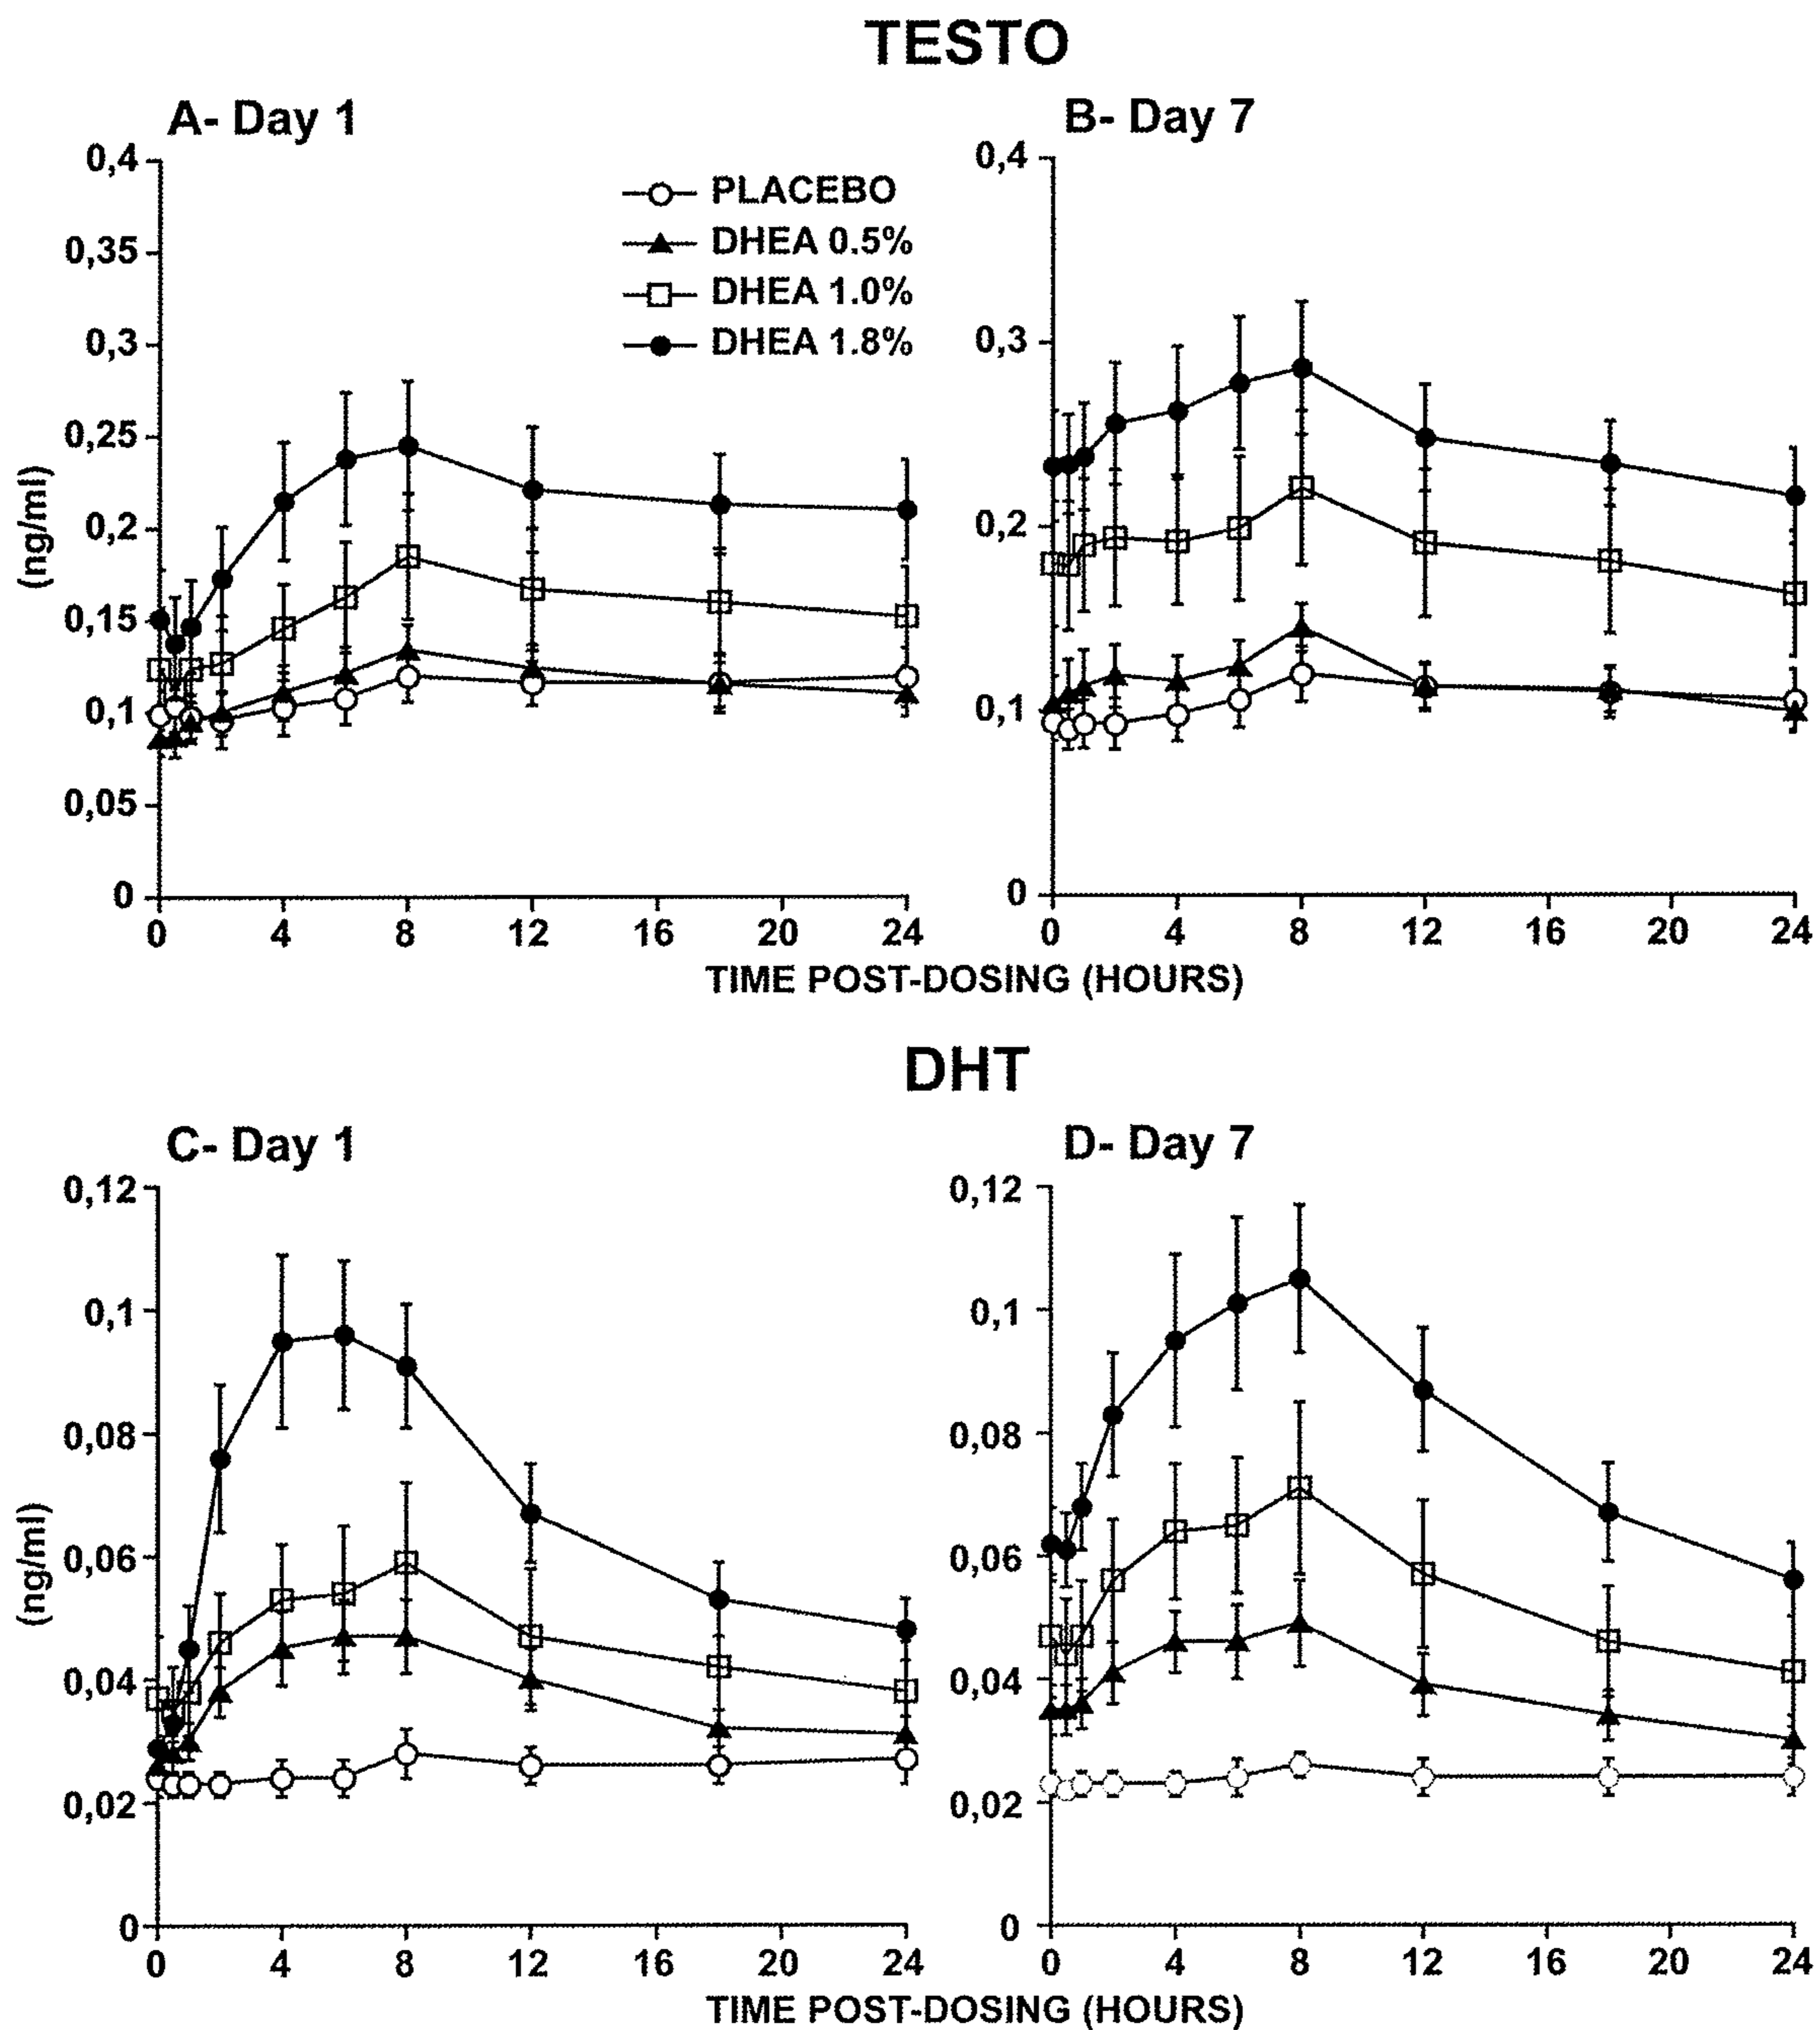 TESTO
A- Day 1
B- Day 7
0,4
0,35
0,3
0,25
0,2
0,15
0,1
0,05
0
(ng/ml)
PLACEBO
DHEA 0.5%
DHEA 1.0%
DHEA 1.8%
0,4
0,3
0,2
0,1
0
0 4 8 12 16 20 24
0 4 8 12 16 20 24
TIME POST-DOSING (HOURS)
DHT
C- Day 1
D- Day 7
0,12
0,1
0,08
0,06
0,04
0,02
0
(ng/ml)
0,12
0,1
0,08
0,06
0,04
0,02
0
0 4 8 12 16 20 24
0 4 8 12 16 20 24
TIME POST-DOSING (HOURS)